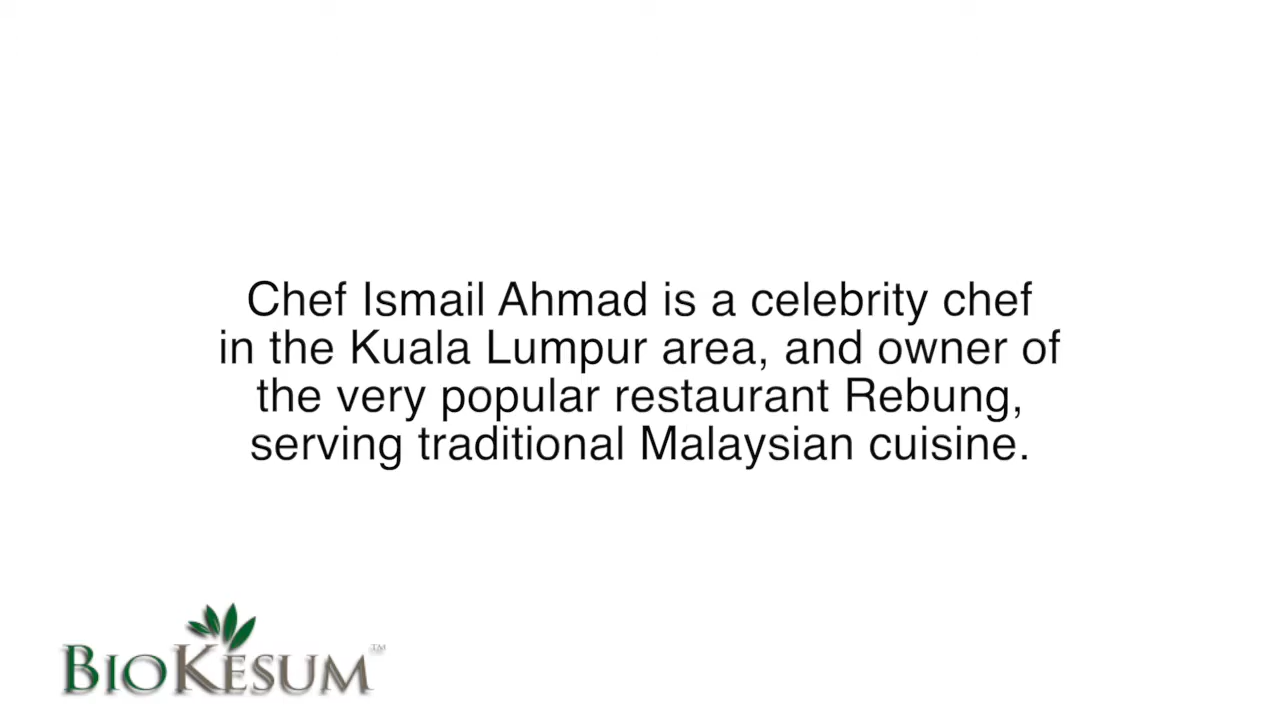 Chef Ismail Ahmad is a celebrity chef
in the Kuala Lumpur area, and owner of
the very popular restaurant Rebung,
serving traditional Malaysian cuisine.
BIOKESUM™